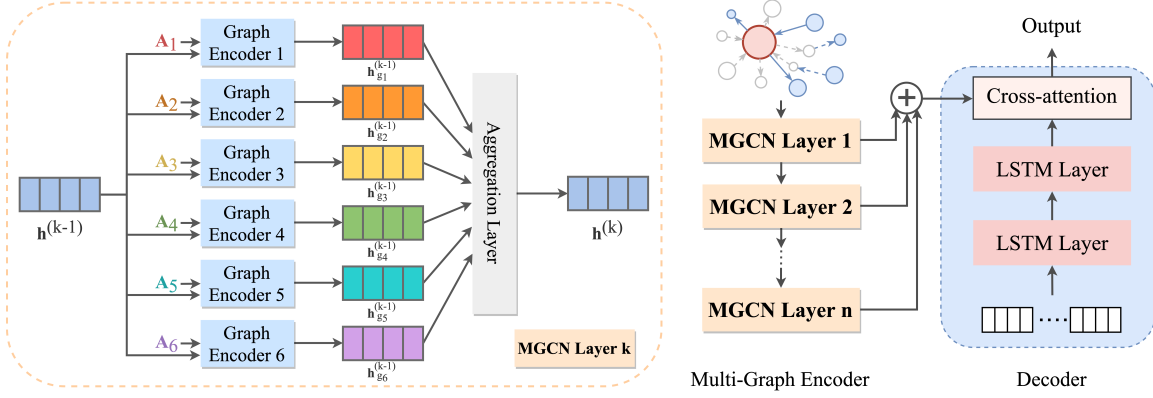 A1
Graph
Encoder 1
h(k-1)g1
A2
Graph
Encoder 2
h(k-1)g2
A3
Graph
Encoder 3
h(k-1)g3
A4
Graph
Encoder 4
h(k-1)g4
A5
Graph
Encoder 5
h(k-1)g5
A6
Graph
Encoder 6
h(k-1)g6
h(k-1)
Aggregation Layer
h(k)
MGCN Layer k
MGCN Layer 1
MGCN Layer 2
MGCN Layer n
Multi-Graph Encoder
+
Output
Cross-attention
LSTM Layer
LSTM Layer
Decoder